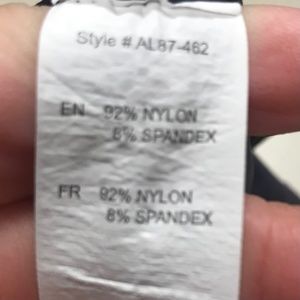 Style # AL87-462
EN 92% NYLON
8% SPANDEX
FR 92% NYLON
8% SPANDEX